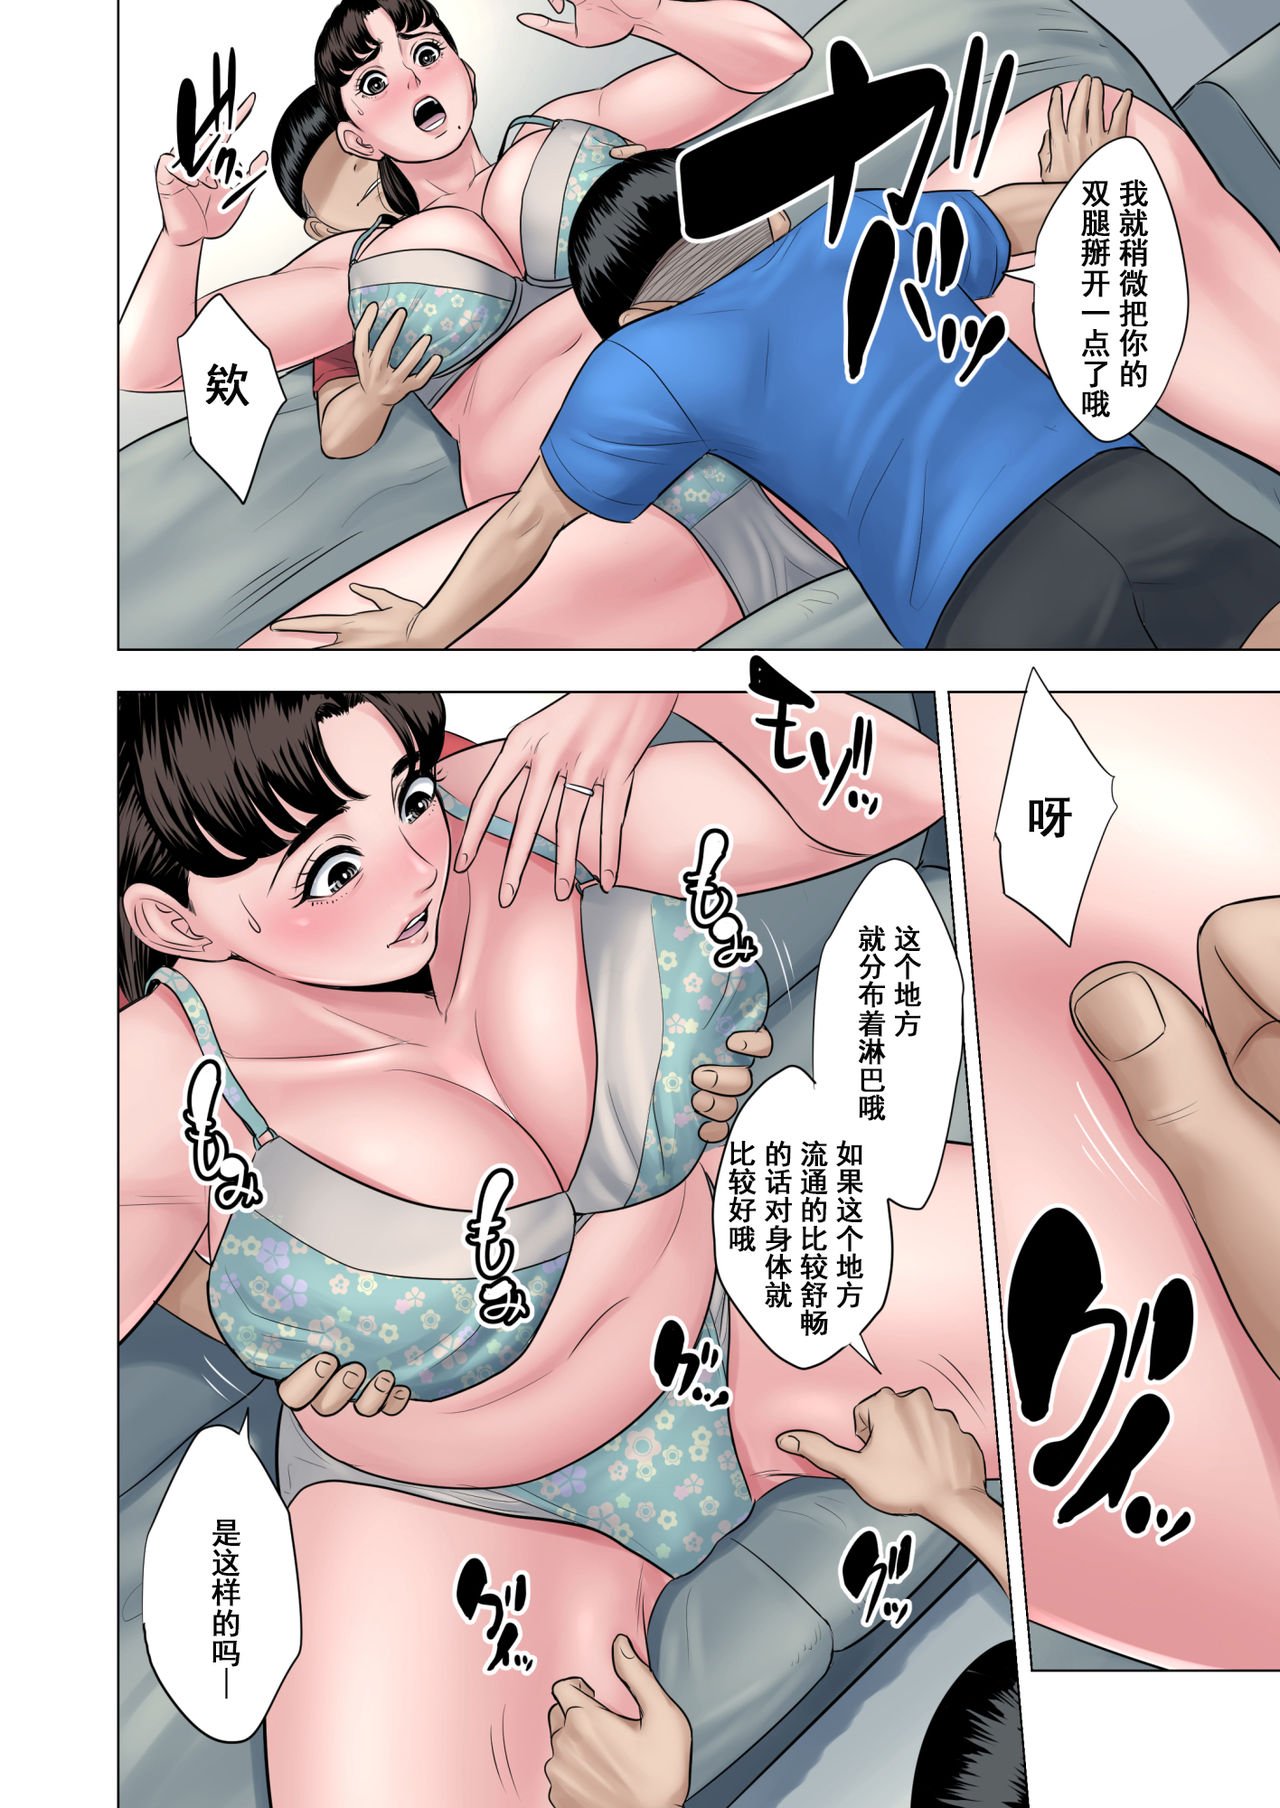 我就稍微把你的
双腿掰开一点了哦
ガバッ
ビクッ
欸
呀
グイッ
这个地方
就分布着淋巴哦
如果这个地方
流通的比较舒畅
的话对身体就
比较好哦
モゾ…
もみ
もみ
もみ
グッ…
グイッ
グッ
是这样的吗—